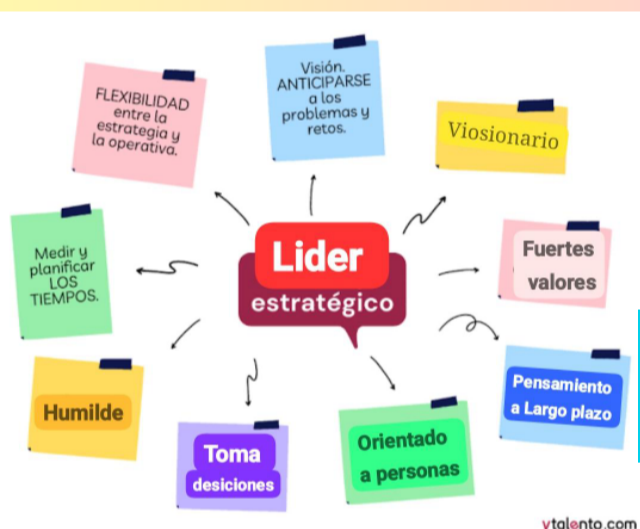 Visión.
ANTICIPARSE
a los
problemas y
retos.
FLEXIBILIDAD
entre la
estrategia y
la operativa.
Viosionario
Lider
estratégico
Fuertes
valores
Medir y
planificar
LOS
TIEMPOS.
Humilde
Toma
desiciones
Orientado
a personas
Pensamiento
a Largo plazo
vtalento.com